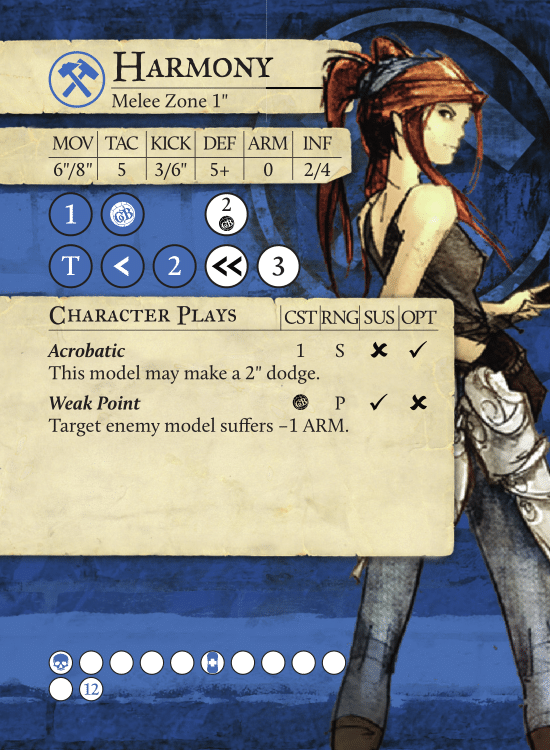 HARMONY
Melee Zone 1"
MOV TAC KICK DEF ARM INF
6"/8" 5 3/6" 5+ 0 2/4
1 GB 2 GB
T < 2 << 3
CHARACTER PLAYS CST RNG SUS OPT
Acrobatic 1 S ✘ ✓
This model may make a 2" dodge.
Weak Point GB P ✓ ✘
Target enemy model suffers –1 ARM.
12